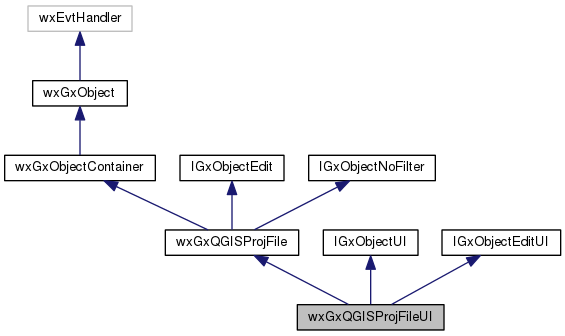 wxEvtHandler
wxGxObject
wxGxObjectContainer
IGxObjectEdit
IGxObjectNoFilter
wxGxQGISProjFile
IGxObjectUI
IGxObjectEditUI
wxGxQGISProjFileUI